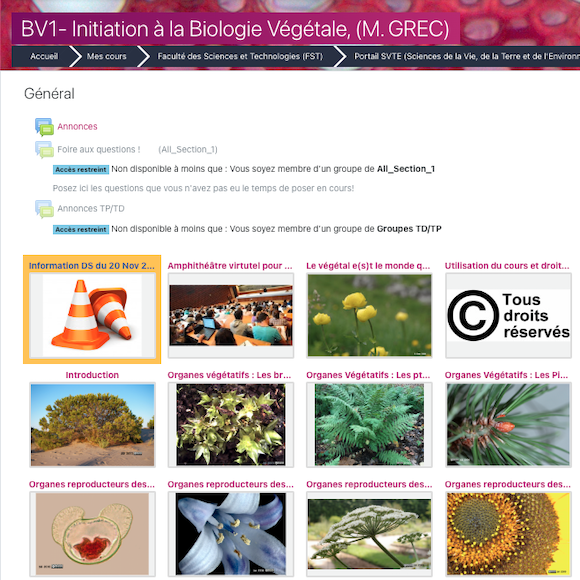 BV1- Initiation à la Biologie Végétale, (M. GREC)
Accueil Mes cours Faculté des Sciences et Technologies (FST) Portail SVTE (Sciences de la Vie, de la Terre et de l'Environn
Général
Annonces
Foire aux questions ! (All_Section_1)
Accès restreint Non disponible à moins que : Vous soyez membre d'un groupe de All_Section_1
Posez ici les questions que vous n'avez pas eu le temps de poser en cours!
Annonces TP/TD
Accès restreint Non disponible à moins que : Vous soyez membre d'un groupe de Groupes TD/TP
Information DS du 20 Nov 2... Amphithéâtre virtutel pour ... Le végétal e(s)t le monde q... Utilisation du cours et droit...
© Tous
droits
réservés
Introduction Organes végétatifs : Les br... Organes Végétatifs : Les pt... Organes Végétatifs : Les Pi...
Organes reproducteurs des... Organes reproducteurs des... Organes reproducteurs des... Organes reproducteurs des...